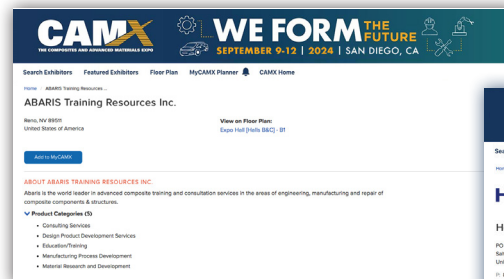 CAMX
THE COMPOSITES AND ADVANCED MATERIALS EXPO
WE FORM THE FUTURE
SEPTEMBER 9-12 | 2024 | SAN DIEGO, CA
Search Exhibitors Featured Exhibitors Floor Plan MyCAMX Planner CAMX Home
Home / ABARIS Training Resources ...
ABARIS Training Resources Inc.
Reno, NV 89511
United States of America
View on Floor Plan:
Expo Hall [Halls B&C] - B1
Add to MyCAMX
ABOUT ABARIS TRAINING RESOURCES INC.
Abaris is the world leader in advanced composite training and consultation services in the areas of engineering, manufacturing and repair of
composite components & structures.
Product Categories (5)
Consulting Services
Design Product Development Services
Education/Training
Manufacturing Process Development
Material Research and Development